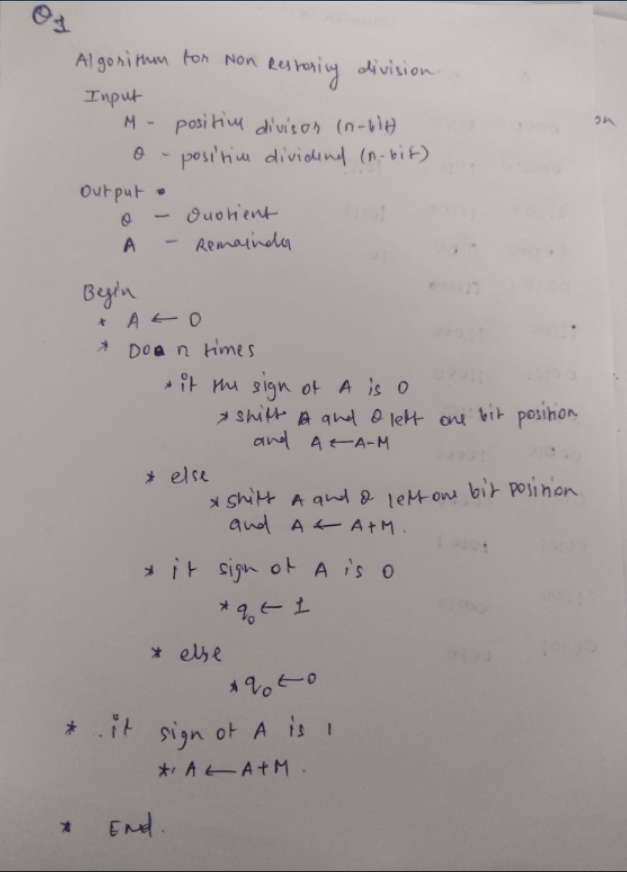 Q1
Algorithm for Non Restoring division
Input
M - positive divisor (n-bit)
Q - positive dividend (n-bit)
Output
Q - Quotient
A - Remainder
Begin
* A ← 0
* Do n times
* if the sign of A is 0
* shift A and Q left one bit position
and A ← A-M
* else
* shift A and Q left one bit position
and A ← A+M.
* if sign of A is 0
* q0 ← 1
* else
* q0 ← 0
* if sign of A is 1
* A ← A+M.
* End.